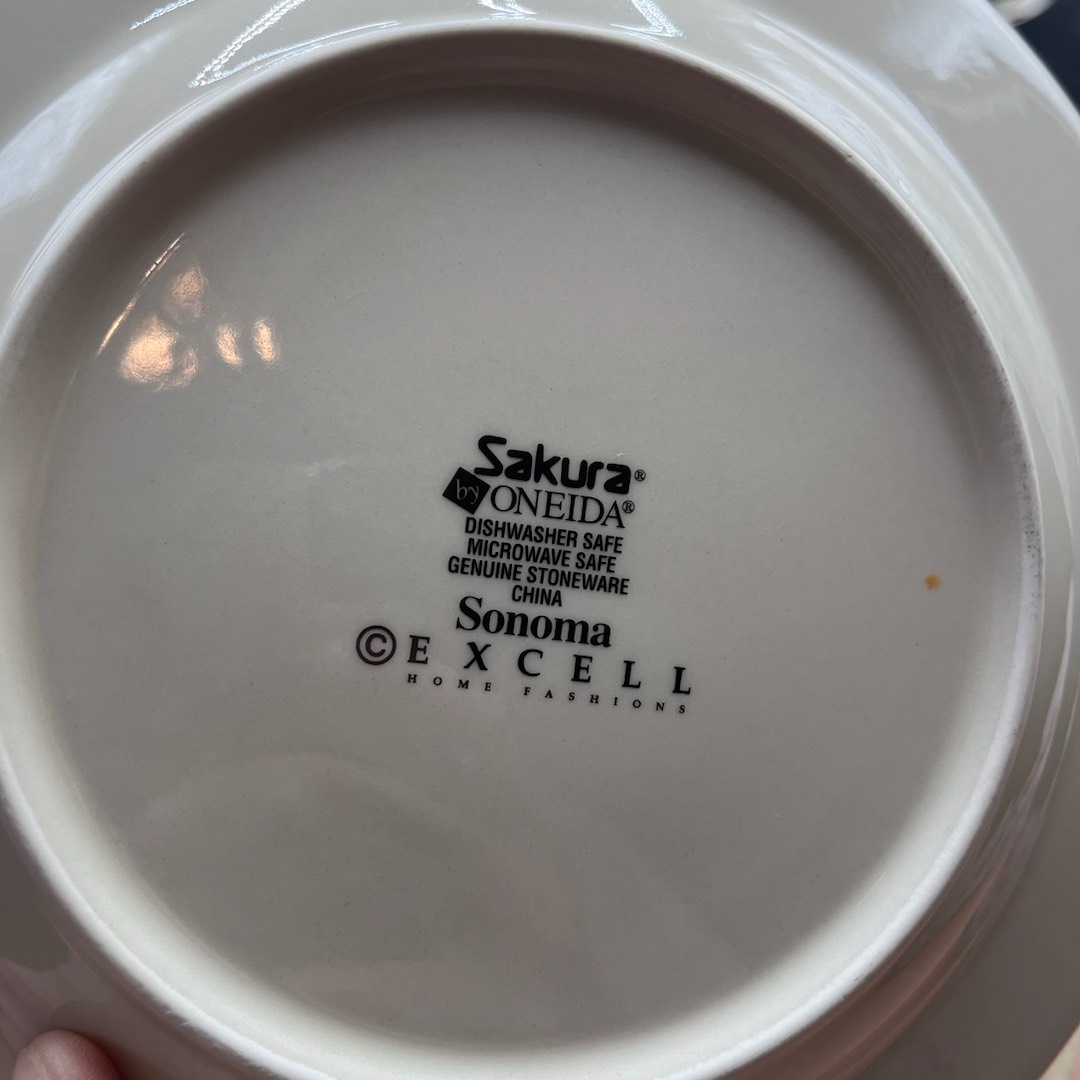 Sakura®
by ONEIDA®
DISHWASHER SAFE
MICROWAVE SAFE
GENUINE STONEWARE
CHINA
Sonoma
© EXCELL
HOME FASHIONS